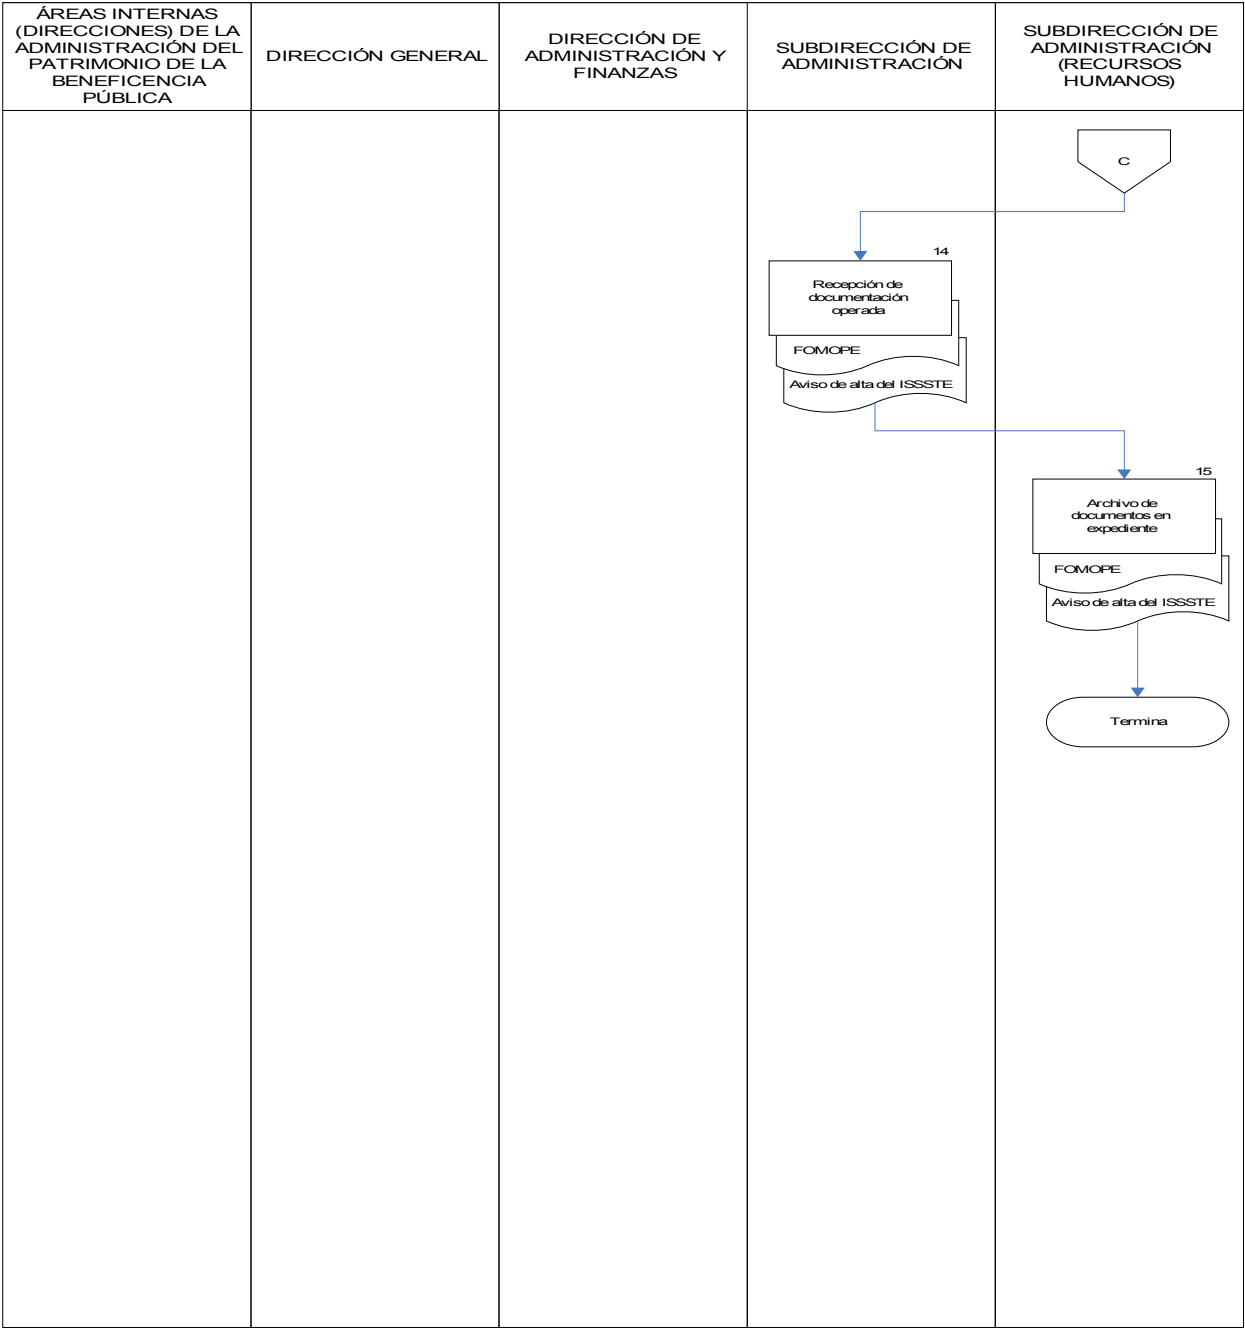 ÁREAS INTERNAS
(DIRECCIONES) DE LA
ADMINISTRACIÓN DEL
PATRIMONIO DE LA
BENEFICENCIA
PÚBLICA
DIRECCIÓN GENERAL
DIRECCIÓN DE
ADMINISTRACIÓN Y
FINANZAS
SUBDIRECCIÓN DE
ADMINISTRACIÓN
SUBDIRECCIÓN DE
ADMINISTRACIÓN
(RECURSOS
HUMANOS)
C
14
Recepción de
documentación
operada
FOMOPE
Aviso de alta del ISSSTE
15
Archivo de
documentos en
expediente
FOMOPE
Aviso de alta del ISSSTE
Termina